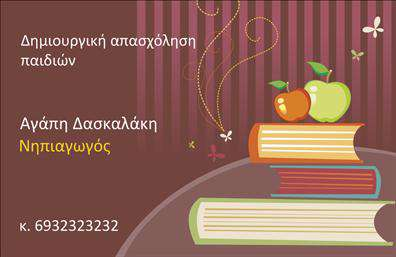 Δημιουργική απασχόληση
παιδιών
Αγάπη Δασκαλάκη
Νηπιαγωγός
κ. 6932323232